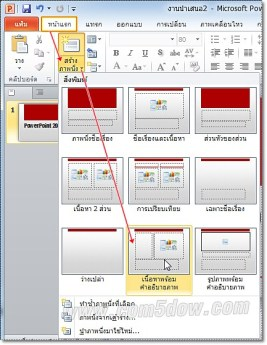 งานนำเสนอ2 - Microsoft Pow
แฟ้ม หน้าแรก แทรก ออกแบบ การเปลี่ยน ภาพเคลื่อนไหว
วาง
สร้าง
ภาพนิ่ง
คลิปบอร์ด
สิ่งพิมพ์
1
PowerPoint 20
ภาพนิ่งชื่อเรื่อง
ชื่อเรื่องและเนื้อหา
ส่วนหัวของส่วน
เนื้อหา 2 ส่วน
การเปรียบเทียบ
เฉพาะชื่อเรื่อง
ว่างเปล่า
เนื้อหาพร้อม
คำอธิบายภาพ
รูปภาพพร้อม
คำอธิบายภาพ
ทำซ้ำภาพนิ่งที่เลือก
ภาพนิ่งจากเค้าร่าง...
นำภาพนิ่งมาใช้ใหม่...
www.com5dow.com